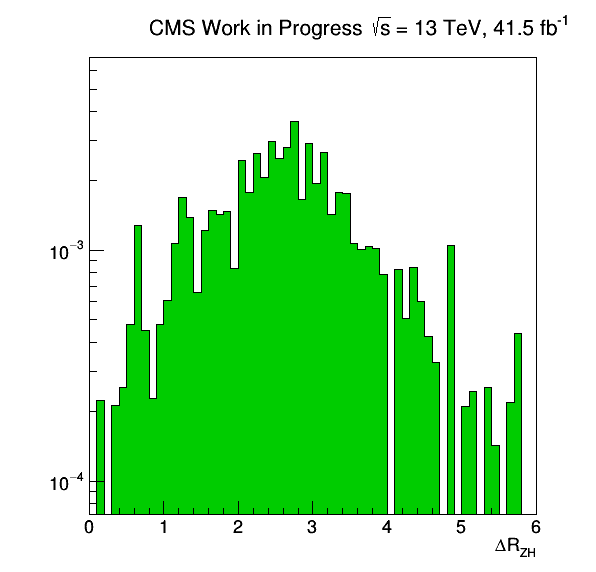 CMS Work in Progress √s = 13 TeV, 41.5 fb⁻¹
10⁻³
10⁻⁴
0 1 2 3 4 5 6
ΔR_ZH